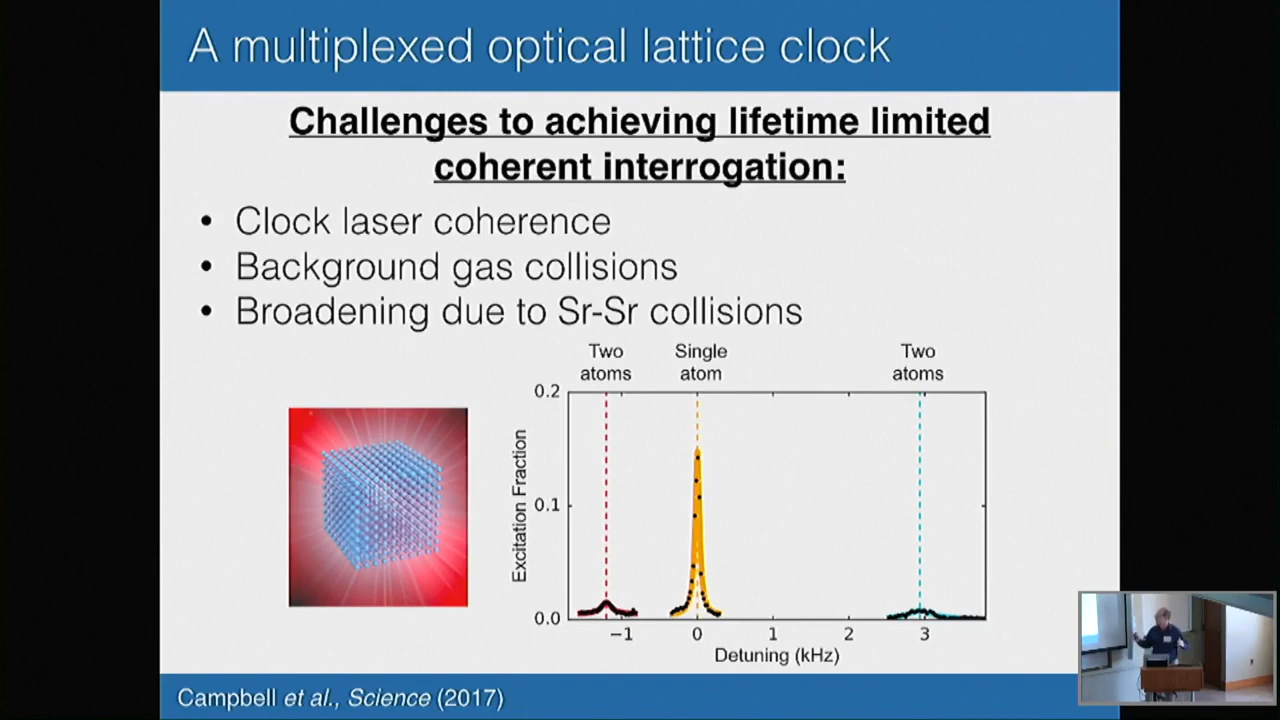 A multiplexed optical lattice clock
Challenges to achieving lifetime limited
coherent interrogation:
• Clock laser coherence
• Background gas collisions
• Broadening due to Sr-Sr collisions
Two
atoms
Single
atom
Two
atoms
0.2
0.1
0.0
Excitation Fraction
−1 0 1 2 3
Detuning (kHz)
Campbell et al., Science (2017)